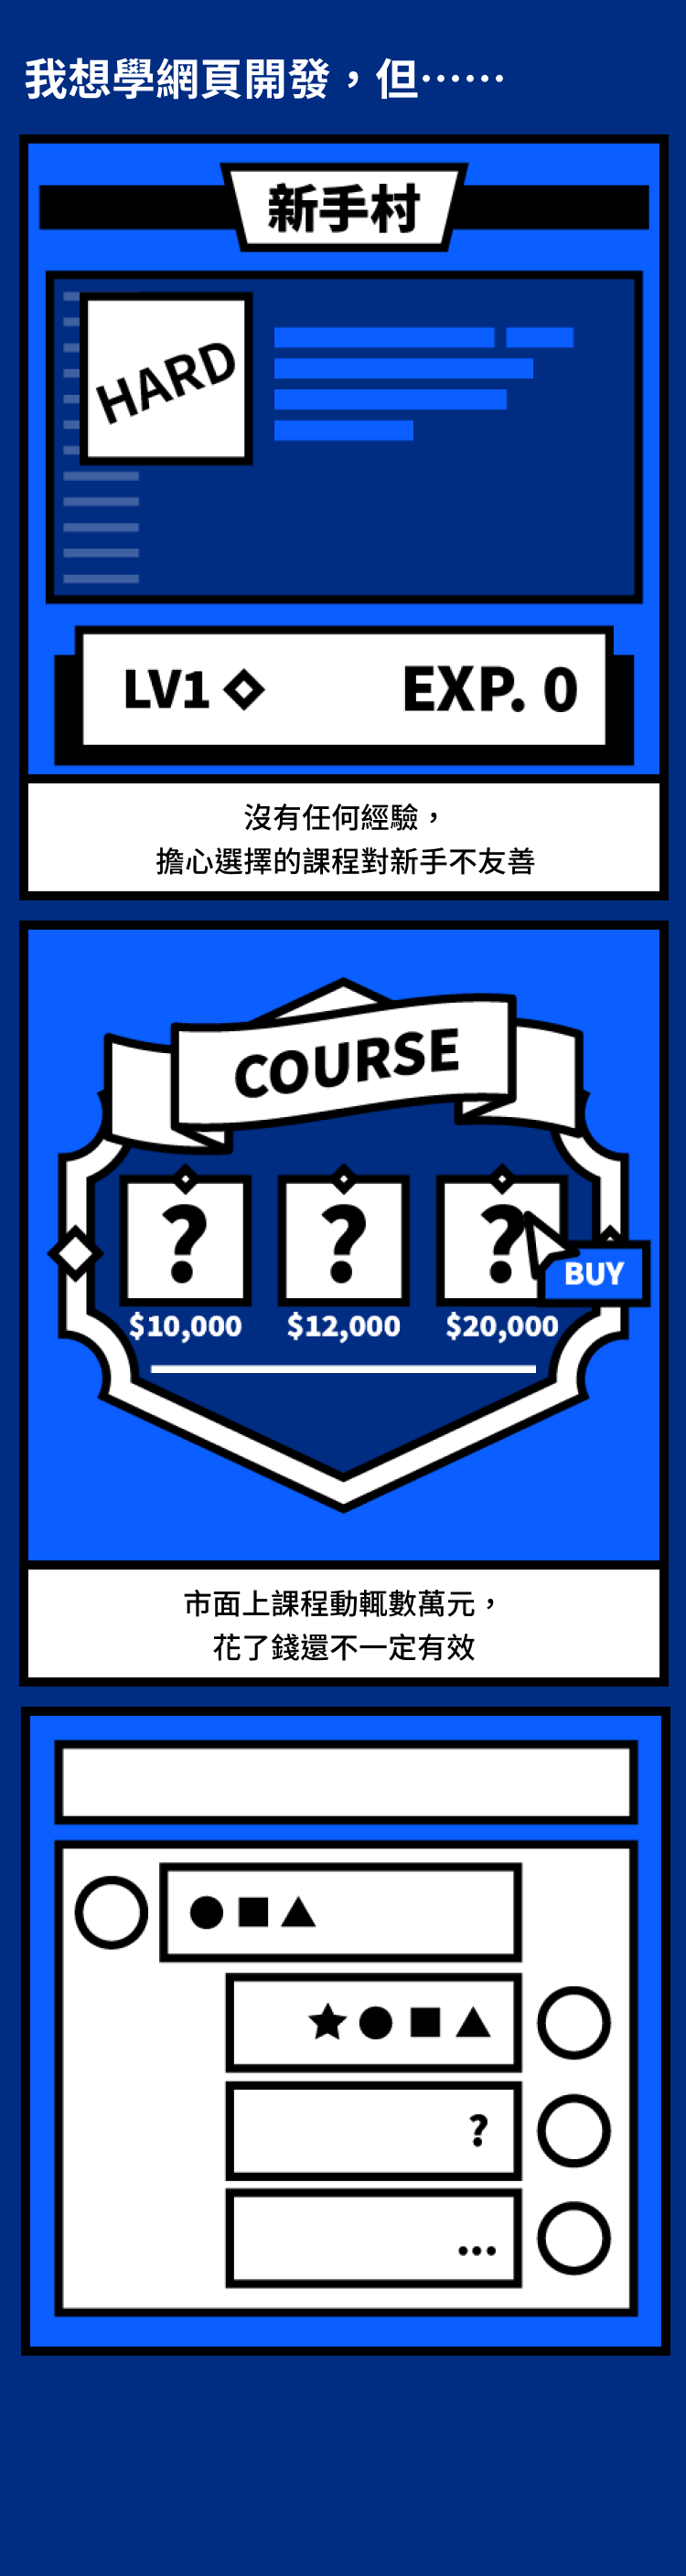 我想學網頁開發，但⋯⋯
新手村
HARD
LV1 EXP. 0
沒有任何經驗，
擔心選擇的課程對新手不友善
COURSE
? ? ?
BUY
$10,000 $12,000 $20,000
市面上課程動輒數萬元，
花了錢還不一定有效
?
...